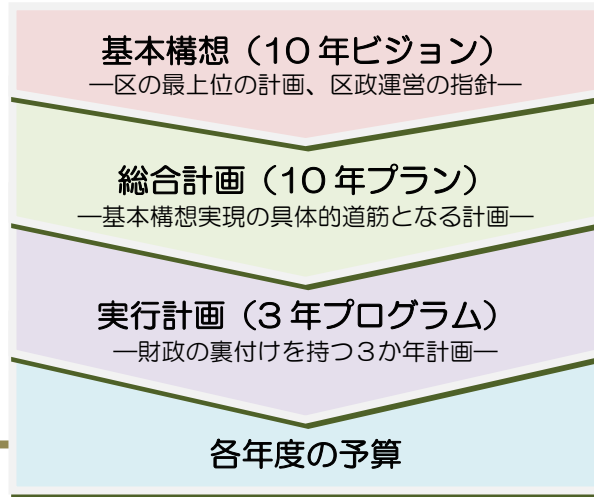 基本構想（10 年ビジョン）
―区の最上位の計画、区政運営の指針―
総合計画（10 年プラン）
―基本構想実現の具体的道筋となる計画―
実行計画（3 年プログラム）
―財政の裏付けを持つ３か年計画―
各年度の予算